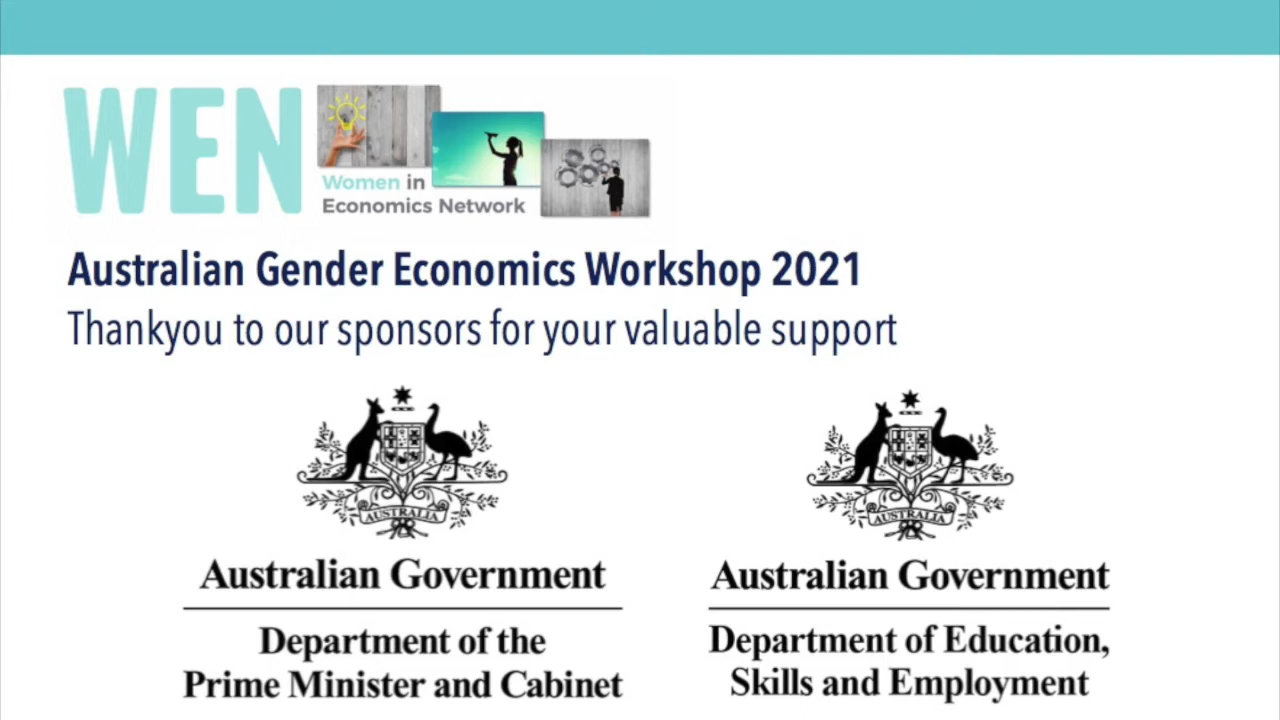 WEN
Women in
Economics Network
Australian Gender Economics Workshop 2021
Thankyou to our sponsors for your valuable support
AUSTRALIA
AUSTRALIA
Australian Government
Australian Government
Department of the
Prime Minister and Cabinet
Department of Education,
Skills and Employment